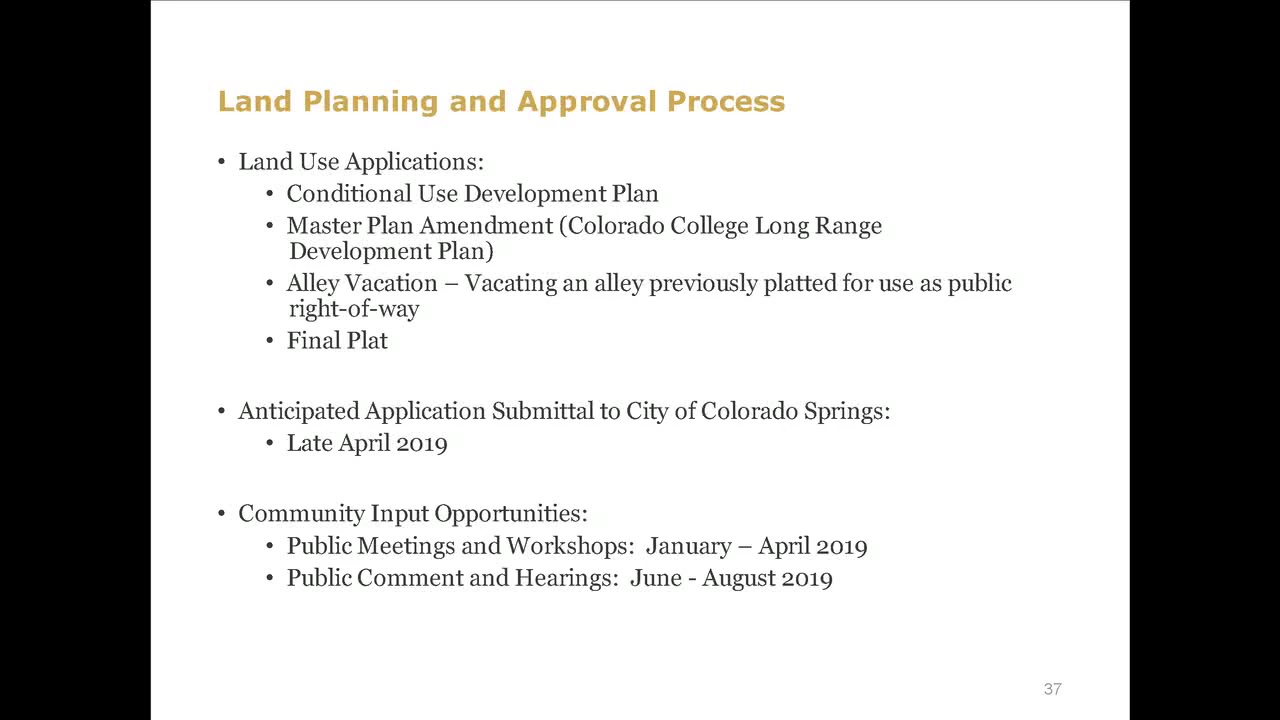 Land Planning and Approval Process
• Land Use Applications:
• Conditional Use Development Plan
• Master Plan Amendment (Colorado College Long Range
Development Plan)
• Alley Vacation – Vacating an alley previously platted for use as public
right-of-way
• Final Plat
• Anticipated Application Submittal to City of Colorado Springs:
• Late April 2019
• Community Input Opportunities:
• Public Meetings and Workshops: January – April 2019
• Public Comment and Hearings: June - August 2019
37